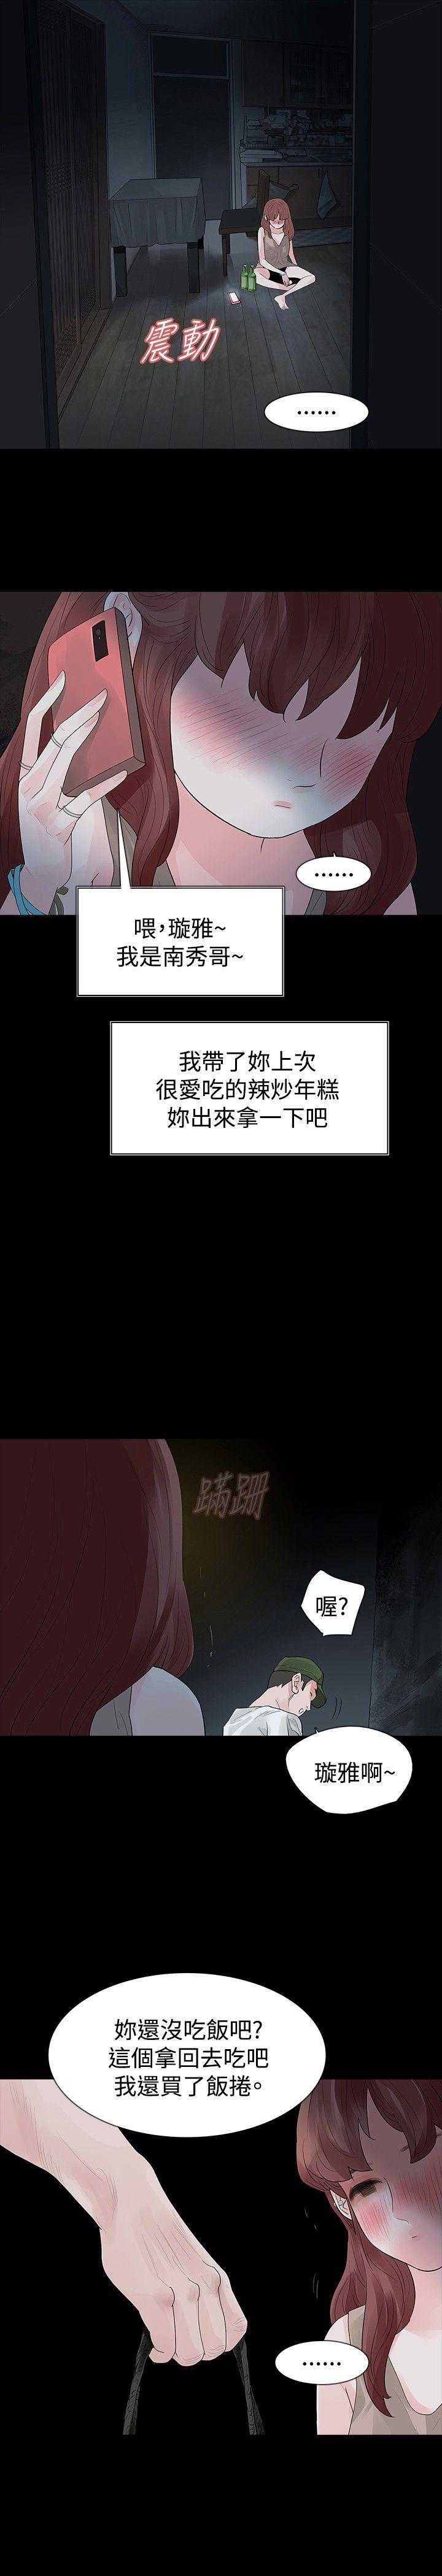 震動
……
……
喂,璇雅~
我是南秀哥~
我帶了妳上次
很愛吃的辣炒年糕
妳出來拿一下吧
蹣跚
喔?
璇雅啊~
妳還沒吃飯吧?
這個拿回去吃吧
我還買了飯捲。
……